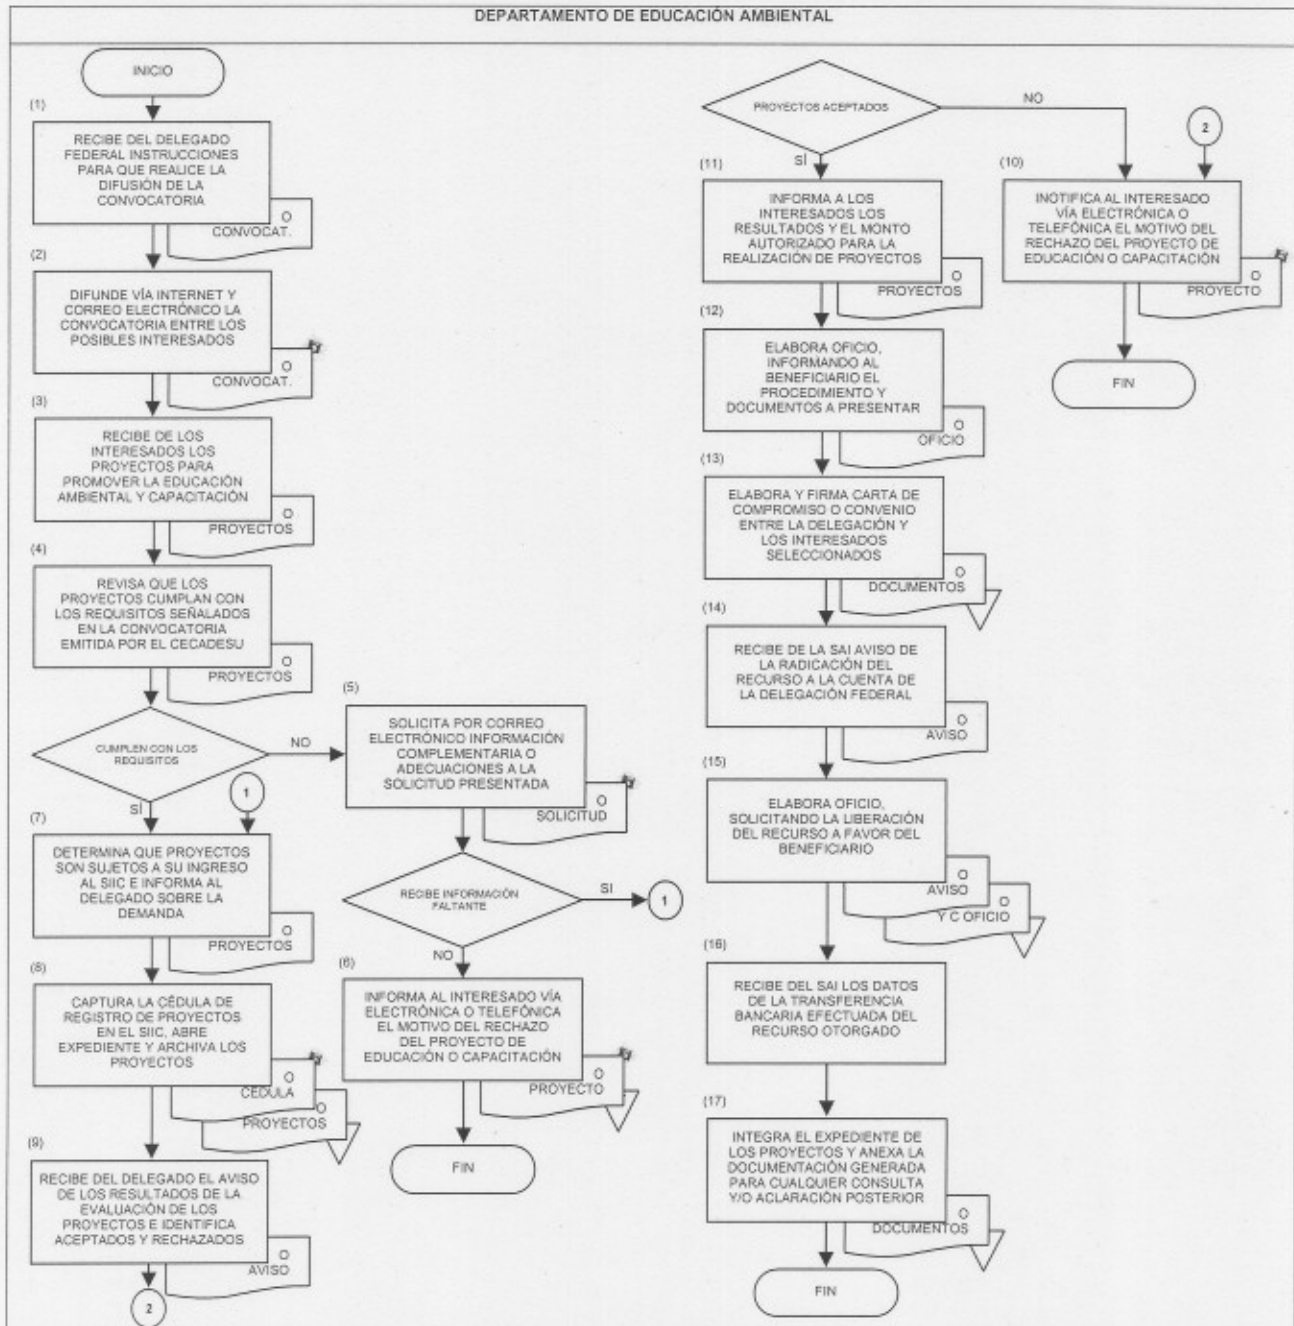 DEPARTAMENTO DE EDUCACIÓN AMBIENTAL
INICIO
(1)
RECIBE DEL DELEGADO
FEDERAL INSTRUCCIONES
PARA QUE REALICE LA
DIFUSIÓN DE LA
CONVOCATORIA
O
CONVOCAT.
(2)
DIFUNDE VÍA INTERNET Y
CORREO ELECTRÓNICO LA
CONVOCATORIA ENTRE LOS
POSIBLES INTERESADOS
O
CONVOCAT.
(3)
RECIBE DE LOS
INTERESADOS LOS
PROYECTOS PARA
PROMOVER LA EDUCACIÓN
AMBIENTAL Y CAPACITACIÓN
O
PROYECTOS
(4)
REVISA QUE LOS
PROYECTOS CUMPLAN CON
LOS REQUISITOS SEÑALADOS
EN LA CONVOCATORIA
EMITIDA POR EL CECADESU
O
PROYECTOS
CUMPLEN CON LOS
REQUISITOS
NO
SÍ
1
(5)
SOLICITA POR CORREO
ELECTRÓNICO INFORMACIÓN
COMPLEMENTARIA O
ADECUACIONES A LA
SOLICITUD PRESENTADA
O
SOLICITUD
RECIBE INFORMACIÓN
FALTANTE
SI
1
NO
(6)
INFORMA AL INTERESADO VÍA
ELECTRÓNICA O TELEFÓNICA
EL MOTIVO DEL RECHAZO
DEL PROYECTO DE
EDUCACIÓN O CAPACITACIÓN
O
PROYECTO
FIN
(7)
DETERMINA QUE PROYECTOS
SON SUJETOS A SU INGRESO
AL SIIC E INFORMA AL
DELEGADO SOBRE LA
DEMANDA
O
PROYECTOS
(8)
CAPTURA LA CÉDULA DE
REGISTRO DE PROYECTOS
EN EL SIIC, ABRE
EXPEDIENTE Y ARCHIVA LOS
PROYECTOS
O
CEDULA
O
PROYECTOS
(9)
RECIBE DEL DELEGADO EL AVISO
DE LOS RESULTADOS DE LA
EVALUACIÓN DE LOS
PROYECTOS E IDENTIFICA
ACEPTADOS Y RECHAZADOS
O
AVISO
2
PROYECTOS ACEPTADOS
NO
SÍ
2
(10)
INOTIFICA AL INTERESADO
VÍA ELECTRÓNICA O
TELEFÓNICA EL MOTIVO DEL
RECHAZO DEL PROYECTO DE
EDUCACIÓN O CAPACITACIÓN
O
PROYECTO
FIN
(11)
INFORMA A LOS
INTERESADOS LOS
RESULTADOS Y EL MONTO
AUTORIZADO PARA LA
REALIZACIÓN DE PROYECTOS
O
PROYECTOS
(12)
ELABORA OFICIO,
INFORMANDO AL
BENEFICIARIO EL
PROCEDIMIENTO Y
DOCUMENTOS A PRESENTAR
O
OFICIO
(13)
ELABORA Y FIRMA CARTA DE
COMPROMISO O CONVENIO
ENTRE LA DELEGACIÓN Y
LOS INTERESADOS
SELECCIONADOS
O
DOCUMENTOS
(14)
RECIBE DE LA SAI AVISO DE
LA RADICACIÓN DEL
RECURSO A LA CUENTA DE
LA DELEGACIÓN FEDERAL
O
AVISO
(15)
ELABORA OFICIO,
SOLICITANDO LA LIBERACIÓN
DEL RECURSO A FAVOR DEL
BENEFICIARIO
O
AVISO
O
Y C OFICIO
(16)
RECIBE DEL SAI LOS DATOS
DE LA TRANSFERENCIA
BANCARIA EFECTUADA DEL
RECURSO OTORGADO
(17)
INTEGRA EL EXPEDIENTE DE
LOS PROYECTOS Y ANEXA LA
DOCUMENTACIÓN GENERADA
PARA CUALQUIER CONSULTA
Y/O ACLARACIÓN POSTERIOR
O
DOCUMENTOS
FIN